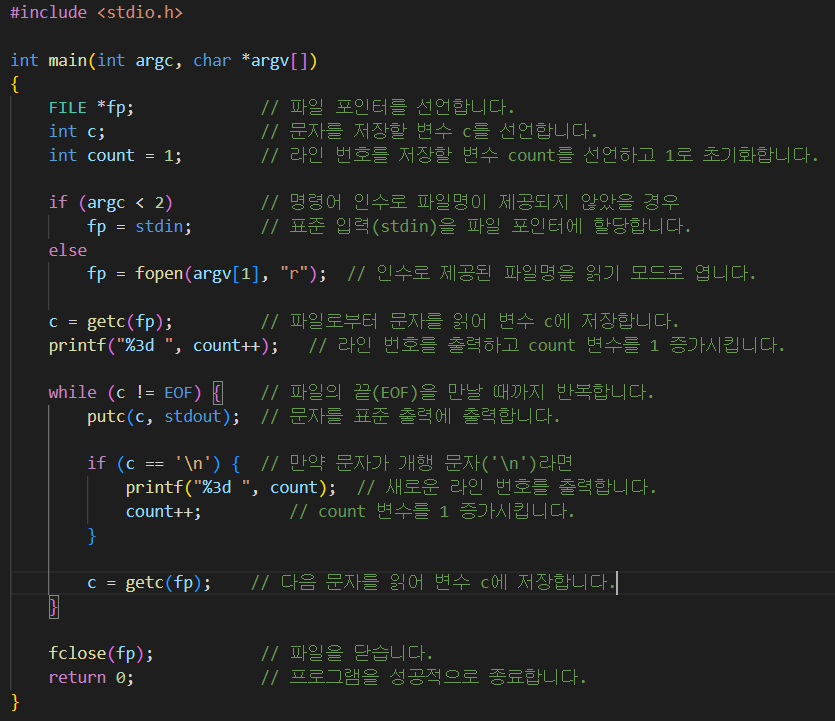 #include <stdio.h>
int main(int argc, char *argv[])
{
FILE *fp; // 파일 포인터를 선언합니다.
int c; // 문자를 저장할 변수 c를 선언합니다.
int count = 1; // 라인 번호를 저장할 변수 count를 선언하고 1로 초기화합니다.
if (argc < 2) // 명령어 인수로 파일명이 제공되지 않았을 경우
fp = stdin; // 표준 입력(stdin)을 파일 포인터에 할당합니다.
else
fp = fopen(argv[1], "r"); // 인수로 제공된 파일명을 읽기 모드로 엽니다.
c = getc(fp); // 파일로부터 문자를 읽어 변수 c에 저장합니다.
printf("%3d ", count++); // 라인 번호를 출력하고 count 변수를 1 증가시킵니다.
while (c != EOF) { // 파일의 끝(EOF)을 만날 때까지 반복합니다.
putc(c, stdout); // 문자를 표준 출력에 출력합니다.
if (c == '\n') { // 만약 문자가 개행 문자('\n')라면
printf("%3d ", count); // 새로운 라인 번호를 출력합니다.
count++; // count 변수를 1 증가시킵니다.
}
c = getc(fp); // 다음 문자를 읽어 변수 c에 저장합니다.
}
fclose(fp); // 파일을 닫습니다.
return 0; // 프로그램을 성공적으로 종료합니다.
}